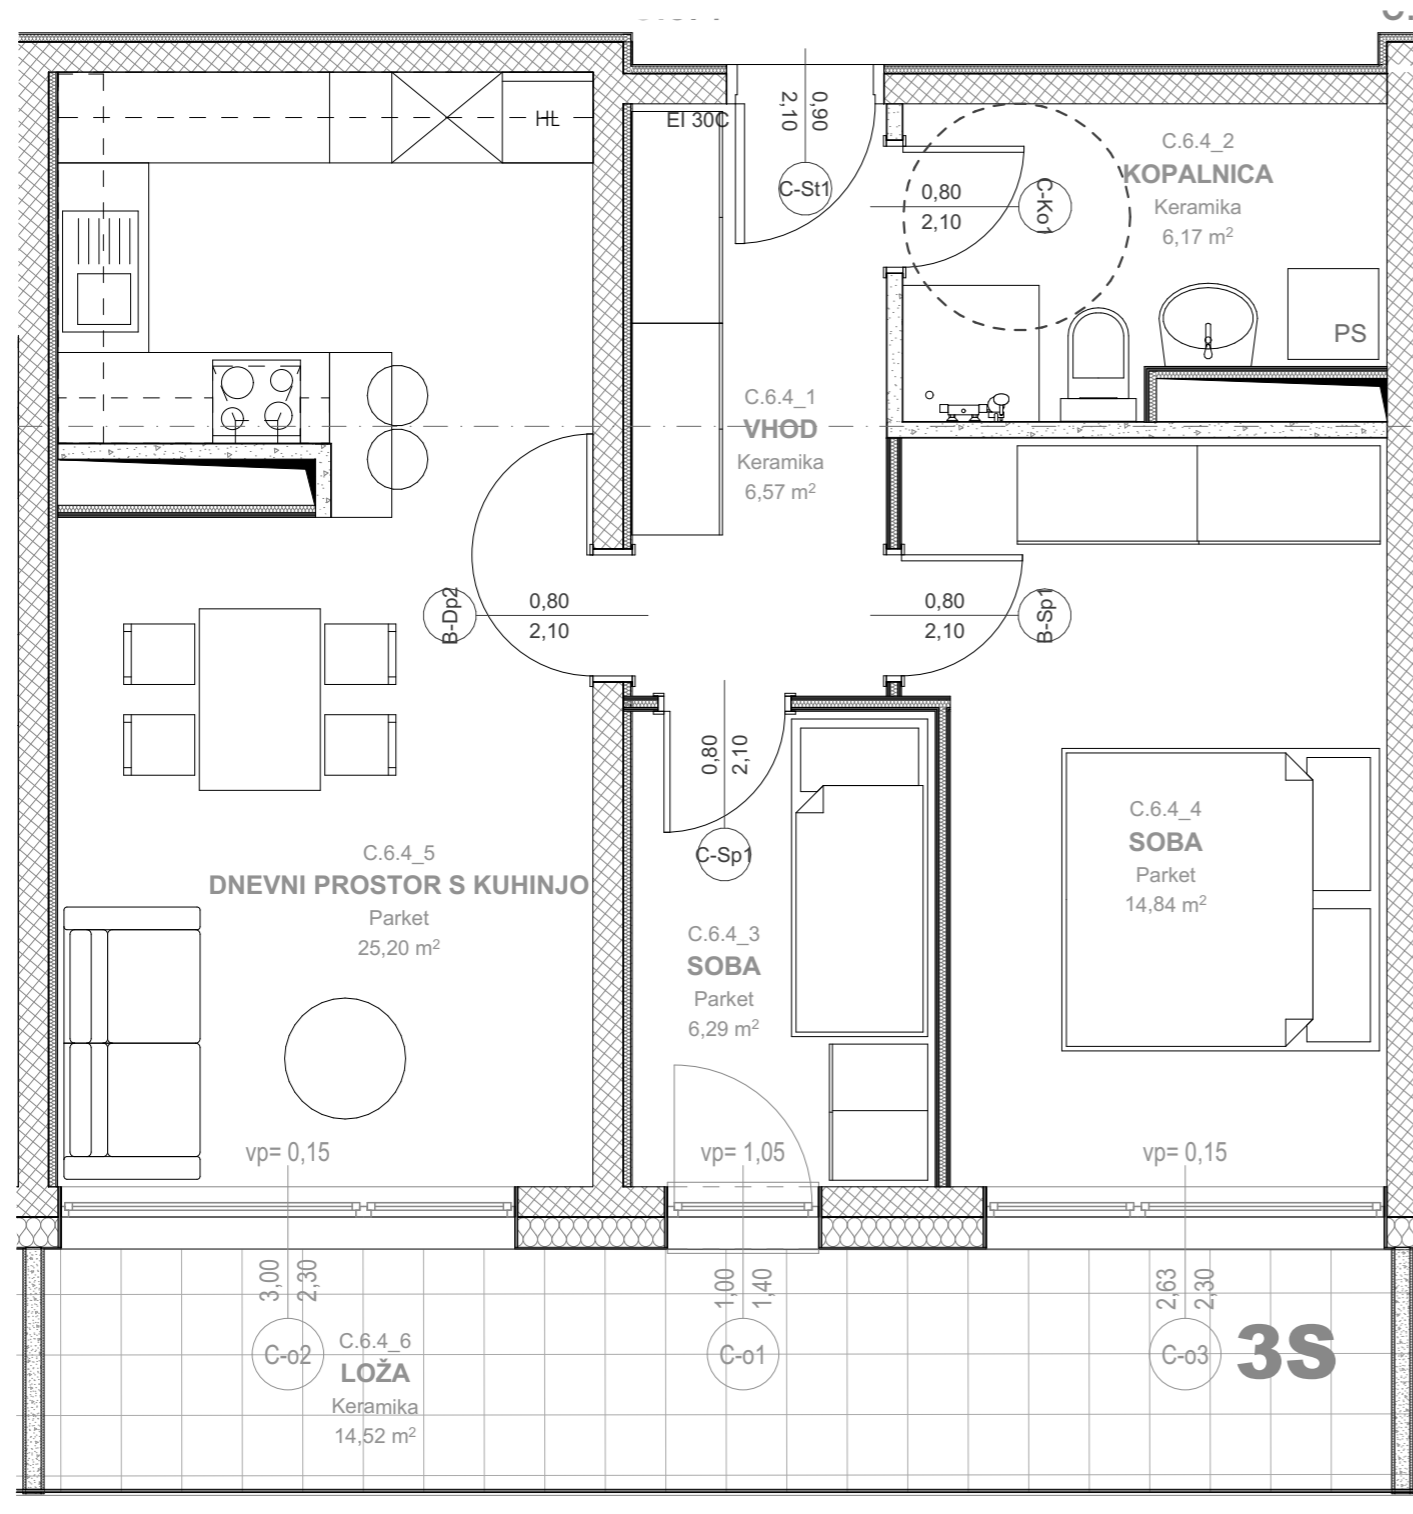 HL
EI 30C
0,90
2,10
C-St1
0,80
2,10
C-Ko1
C.6.4_2
KOPALNICA
Keramika
6,17 m²
PS
C.6.4_1
VHOD
Keramika
6,57 m²
B-Dp2
0,80
2,10
0,80
2,10
B-Sp1
0,80
2,10
C-Sp1
C.6.4_5
DNEVNI PROSTOR S KUHINJO
Parket
25,20 m²
C.6.4_3
SOBA
Parket
6,29 m²
C.6.4_4
SOBA
Parket
14,84 m²
vp= 0,15
vp= 1,05
vp= 0,15
3,00
2,30
C-o2
1,00
1,40
C-o1
2,63
2,30
C-o3
3S
C.6.4_6
LOŽA
Keramika
14,52 m²